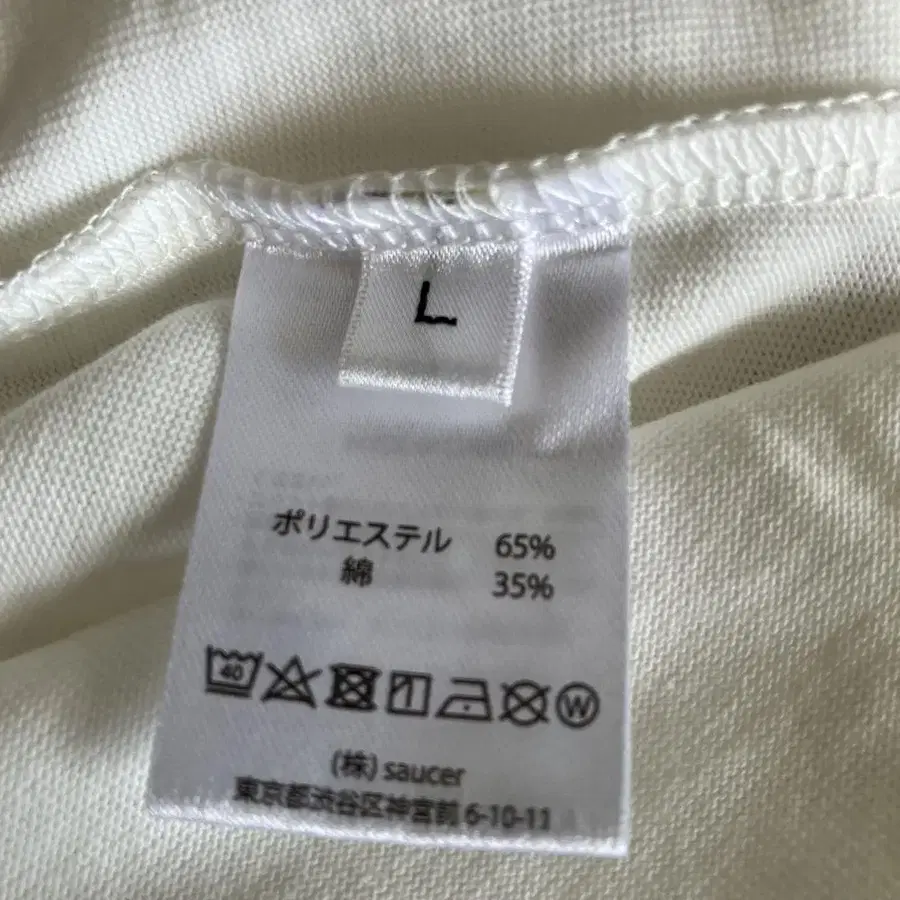 L
ポリエステル 65%
綿 35%
40
W
(株) saucer
東京都渋谷区神宮前 6-10-11